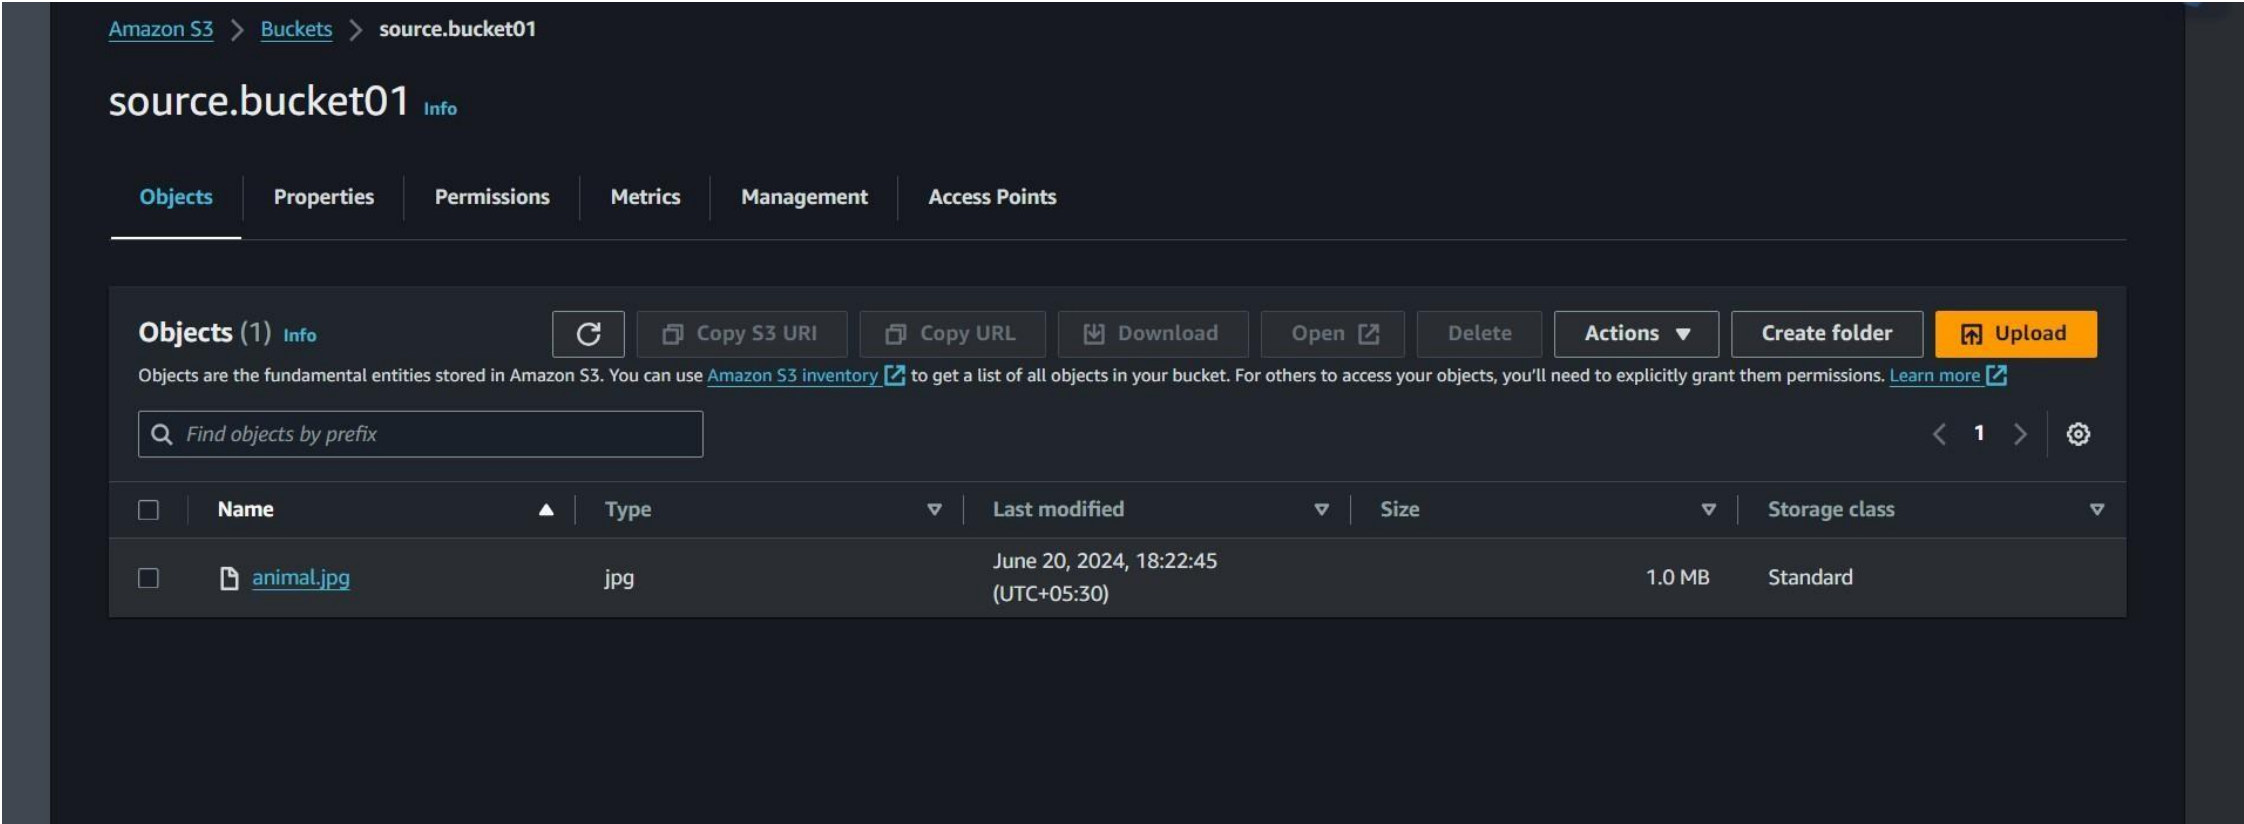 Amazon S3 > Buckets > source.bucket01
source.bucket01 Info
Objects Properties Permissions Metrics Management Access Points
Objects (1) Info Copy S3 URI Copy URL Download Open Delete Actions Create folder Upload
Objects are the fundamental entities stored in Amazon S3. You can use Amazon S3 inventory to get a list of all objects in your bucket. For others to access your objects, you'll need to explicitly grant them permissions. Learn more
Find objects by prefix 1
Name Type Last modified Size Storage class
animal.jpg jpg June 20, 2024, 18:22:45 (UTC+05:30) 1.0 MB Standard